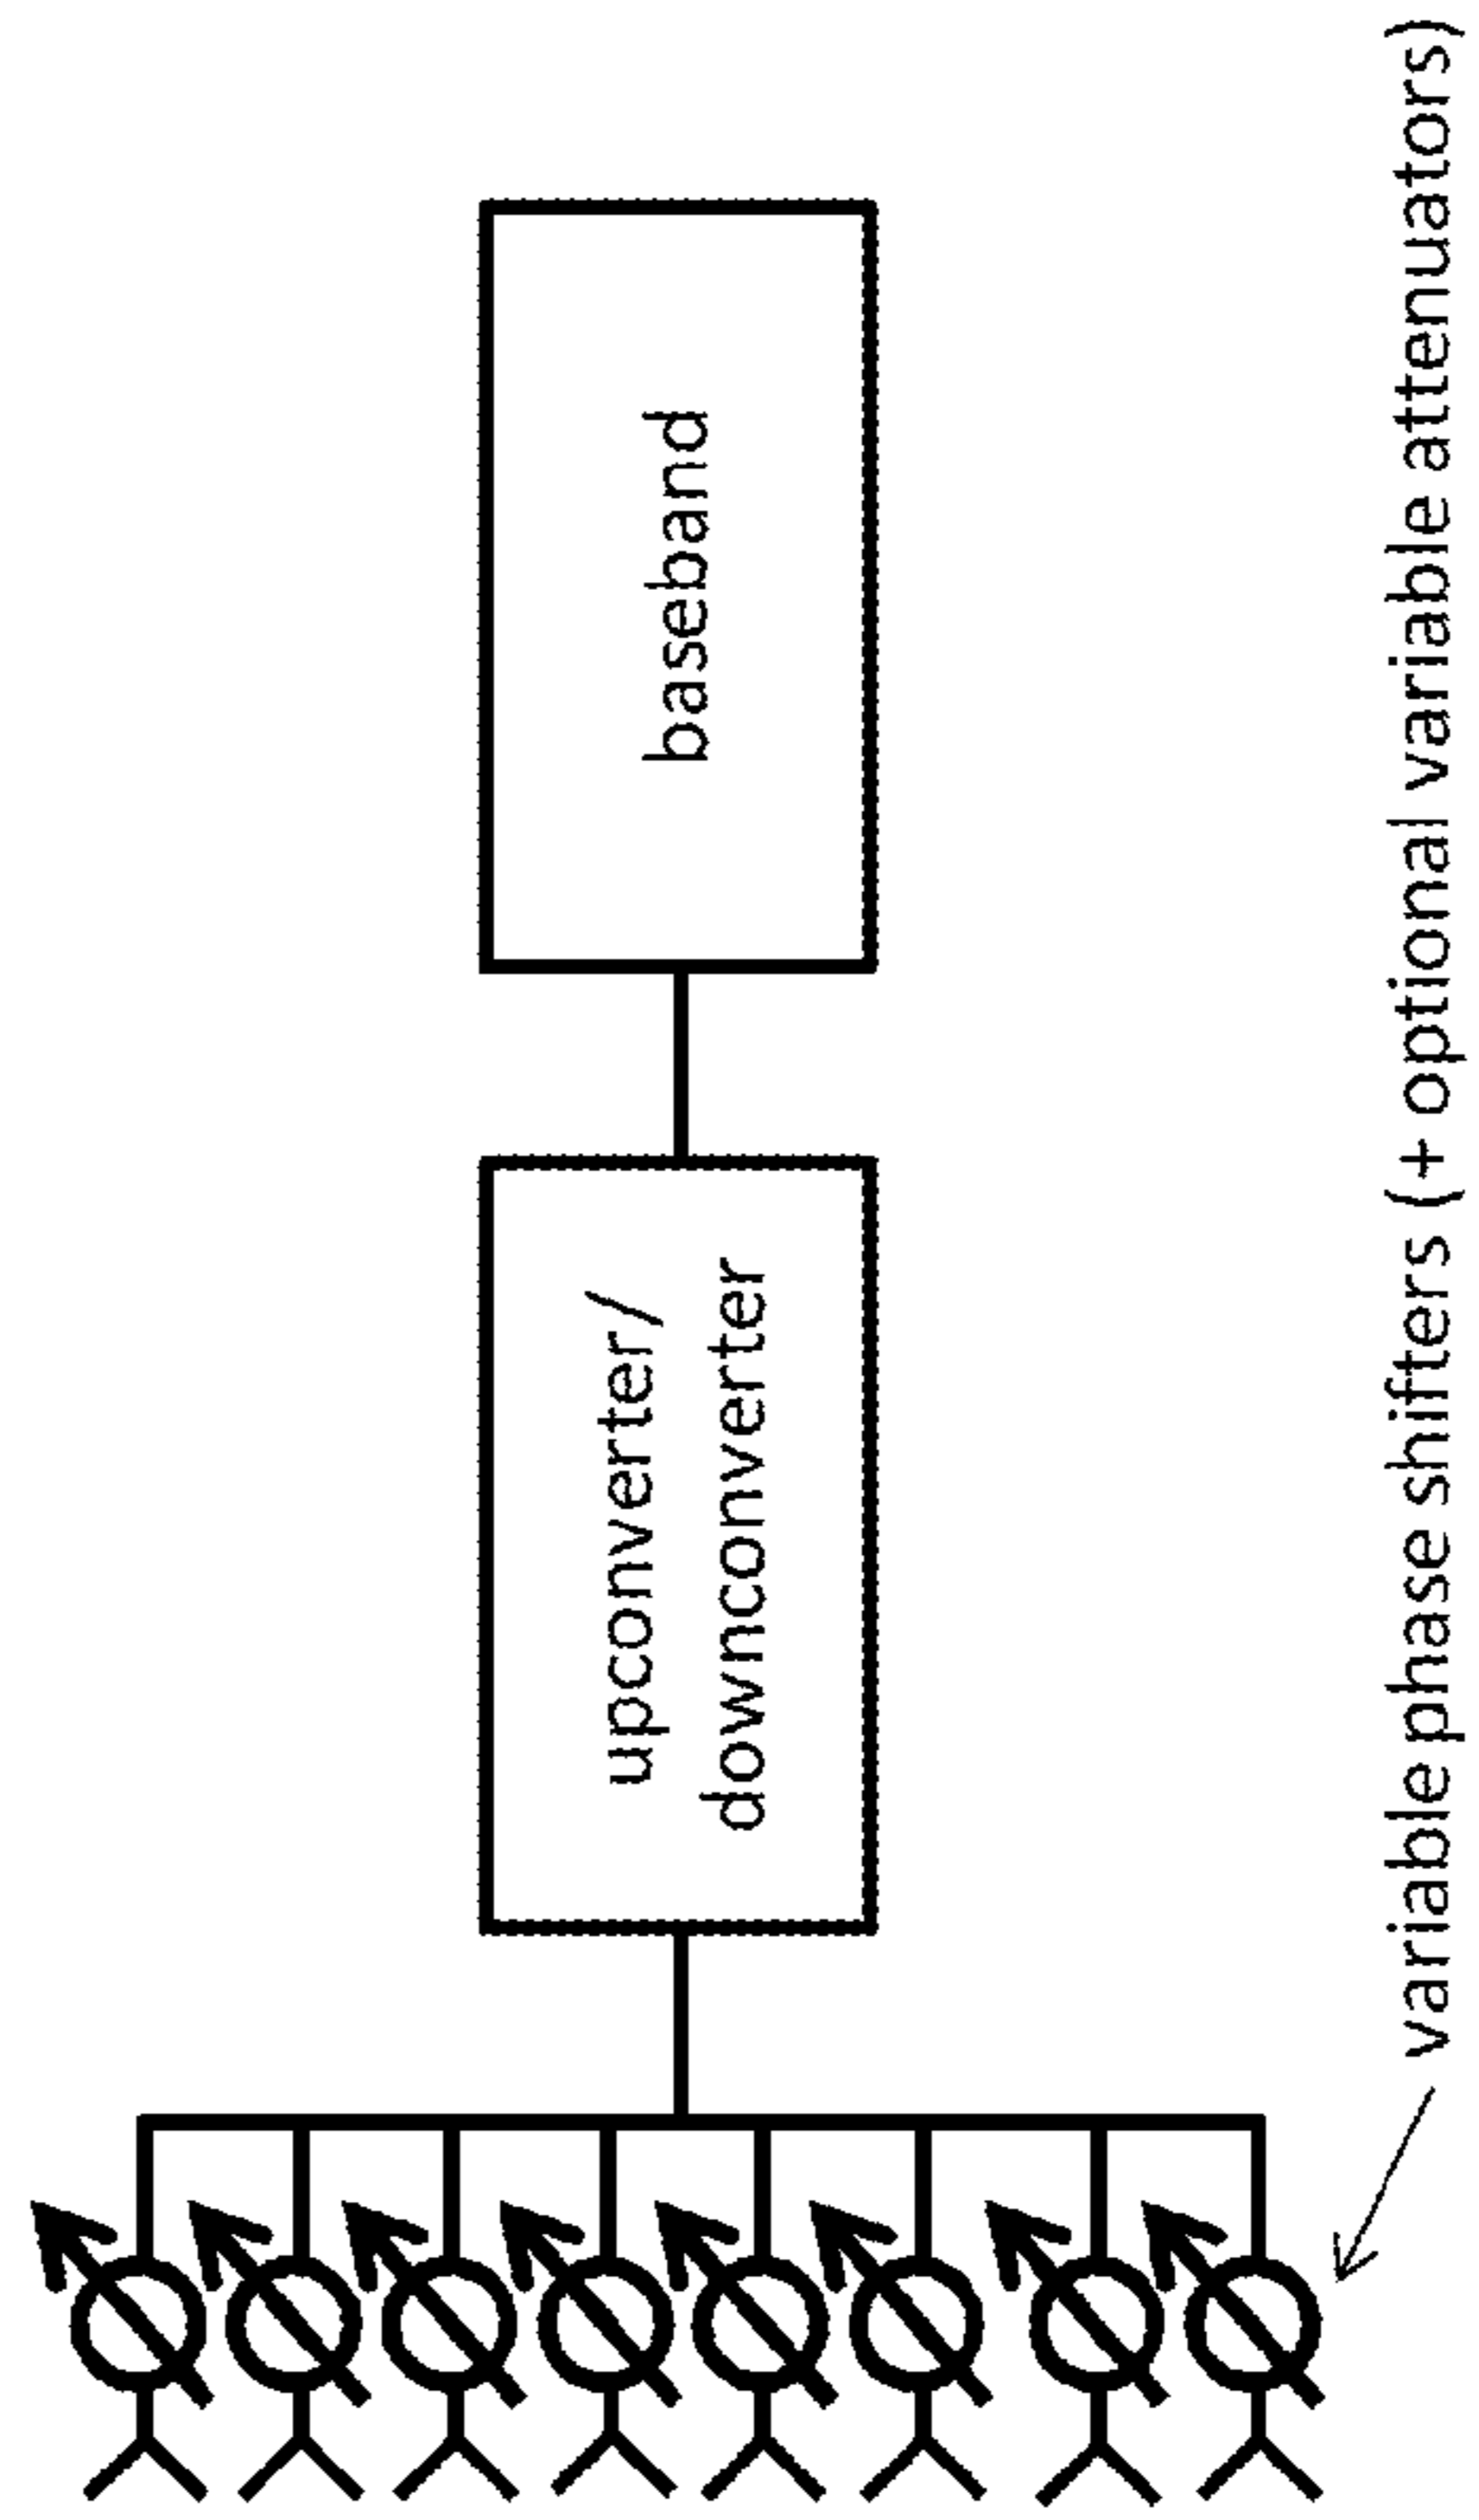 upconverter/
downconverter
baseband
variable phase shifters (+ optional variable attenuators)